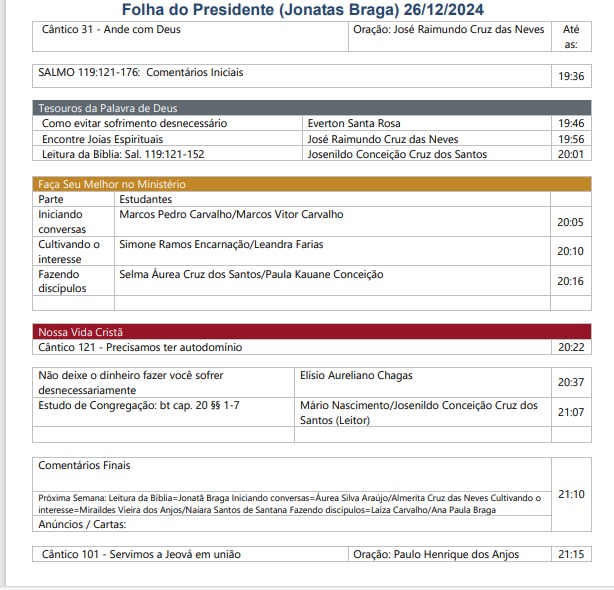 Folha do Presidente (Jonatas Braga) 26/12/2024
Cântico 31 - Ande com Deus
Oração: José Raimundo Cruz das Neves
Até
as:
SALMO 119:121-176: Comentários Iniciais
19:36
Tesouros da Palavra de Deus
Como evitar sofrimento desnecessário
Everton Santa Rosa
19:46
Encontre Joias Espirituais
José Raimundo Cruz das Neves
19:56
Leitura da Bíblia: Sal. 119:121-152
Josenildo Conceição Cruz dos Santos
20:01
Faça Seu Melhor no Ministério
Parte
Estudantes
Iniciando
conversas
Marcos Pedro Carvalho/Marcos Vitor Carvalho
20:05
Cultivando o
interesse
Simone Ramos Encarnação/Leandra Farias
20:10
Fazendo
discípulos
Selma Áurea Cruz dos Santos/Paula Kauane Conceição
20:16
Nossa Vida Cristã
Cântico 121 - Precisamos ter autodomínio
20:22
Não deixe o dinheiro fazer você sofrer
desnecessariamente
Elísio Aureliano Chagas
20:37
Estudo de Congregação: bt cap. 20 §§ 1-7
Mário Nascimento/Josenildo Conceição Cruz dos
Santos (Leitor)
21:07
Comentários Finais
Próxima Semana: Leitura da Bíblia=Jonatã Braga Iniciando conversas=Áurea Silva Araújo/Almerita Cruz das Neves Cultivando o
interesse=Miraildes Vieira dos Anjos/Naiara Santos de Santana Fazendo discípulos=Laíza Carvalho/Ana Paula Braga
21:10
Anúncios / Cartas:
Cântico 101 - Servimos a Jeová em união
Oração: Paulo Henrique dos Anjos
21:15